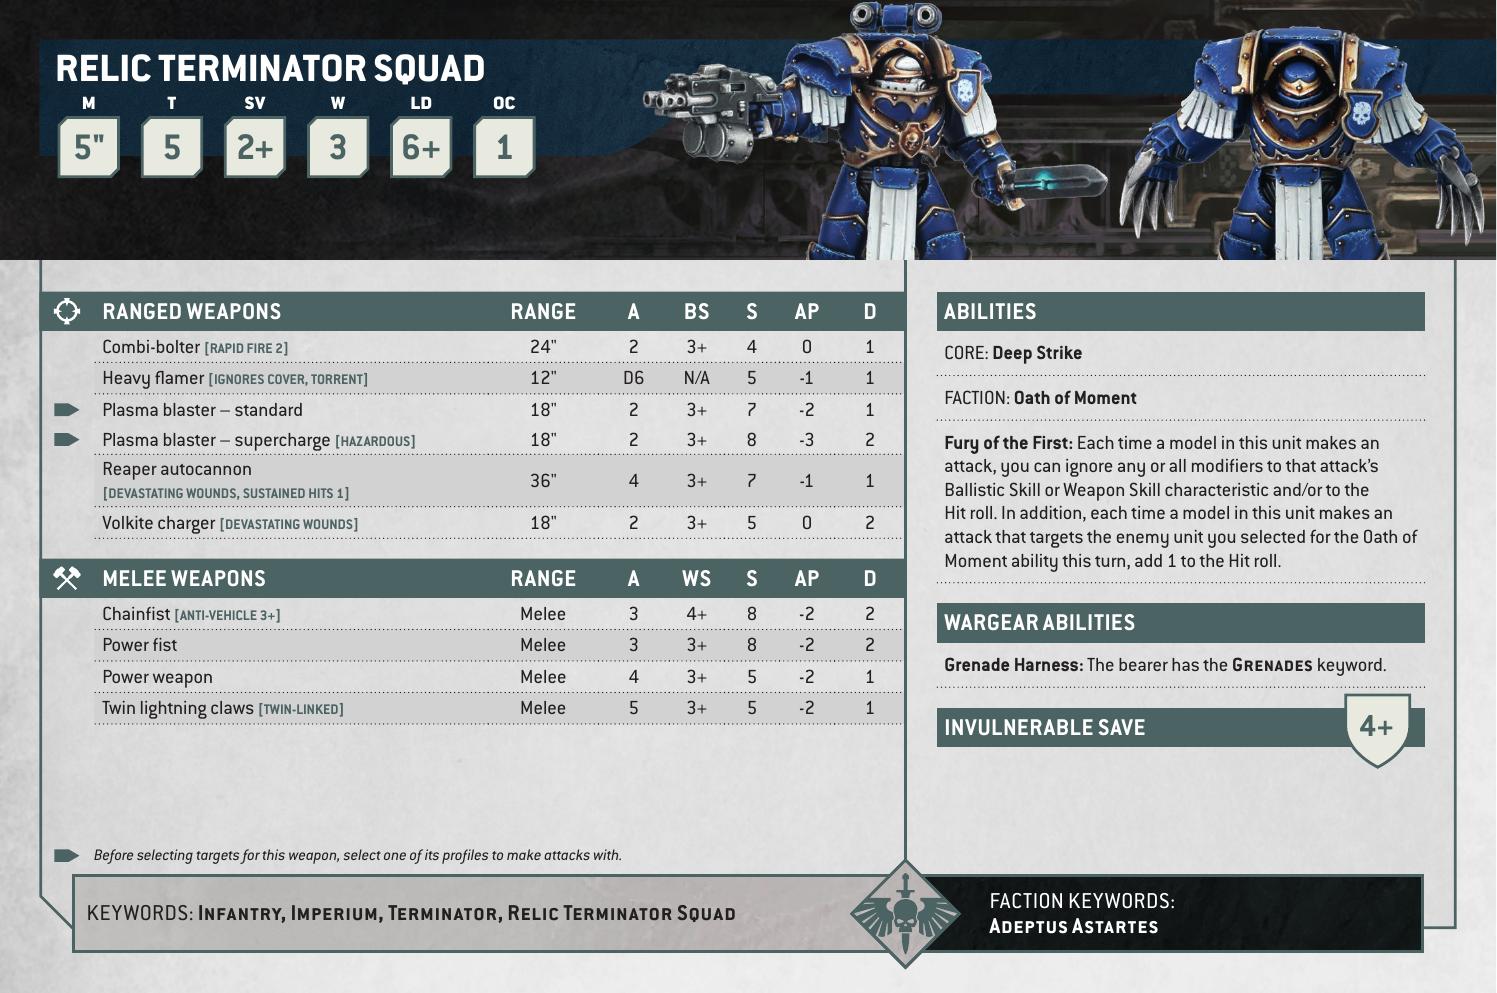 RELIC TERMINATOR SQUAD
M T SV W LD OC
5" 5 2+ 3 6+ 1
RANGED WEAPONS RANGE A BS S AP D
Combi-bolter [RAPID FIRE 2] 24" 2 3+ 4 0 1
Heavy flamer [IGNORES COVER, TORRENT] 12" D6 N/A 5 -1 1
Plasma blaster – standard 18" 2 3+ 7 -2 1
Plasma blaster – supercharge [HAZARDOUS] 18" 2 3+ 8 -3 2
Reaper autocannon
[DEVASTATING WOUNDS, SUSTAINED HITS 1] 36" 4 3+ 7 -1 1
Volkite charger [DEVASTATING WOUNDS] 18" 2 3+ 5 0 2
MELEE WEAPONS RANGE A WS S AP D
Chainfist [ANTI-VEHICLE 3+] Melee 3 4+ 8 -2 2
Power fist Melee 3 3+ 8 -2 2
Power weapon Melee 4 3+ 5 -2 1
Twin lightning claws [TWIN-LINKED] Melee 5 3+ 5 -2 1
Before selecting targets for this weapon, select one of its profiles to make attacks with.
ABILITIES
CORE: Deep Strike
FACTION: Oath of Moment
Fury of the First: Each time a model in this unit makes an
attack, you can ignore any or all modifiers to that attack's
Ballistic Skill or Weapon Skill characteristic and/or to the
Hit roll. In addition, each time a model in this unit makes an
attack that targets the enemy unit you selected for the Oath of
Moment ability this turn, add 1 to the Hit roll.
WARGEAR ABILITIES
Grenade Harness: The bearer has the GRENADES keyword.
INVULNERABLE SAVE 4+
KEYWORDS: INFANTRY, IMPERIUM, TERMINATOR, RELIC TERMINATOR SQUAD
FACTION KEYWORDS:
ADEPTUS ASTARTES